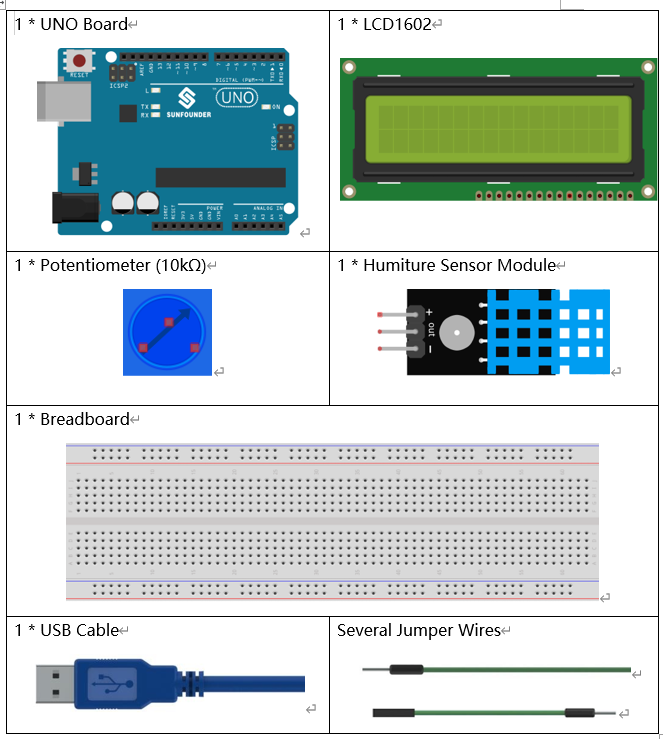 1 * UNO Board
1 * LCD1602
RESET
ICSP2
AREF
GND
13
12
~11
~10
~9
8
7
~6
~5
4
~3
2
TX▶1
RX◀0
DIGITAL (PWM~)
L
TX
RX
SUNFOUNDER
UNO
ON
ICSP
1
POWER
ANALOG IN
IOREF
RESET
3V3
5V
GND
GND
VIN
A0
A1
A2
A3
A4
A5
1 * Potentiometer (10kΩ)
1 * Humiture Sensor Module
+
out
−
1 * Breadboard
1 * USB Cable
Several Jumper Wires